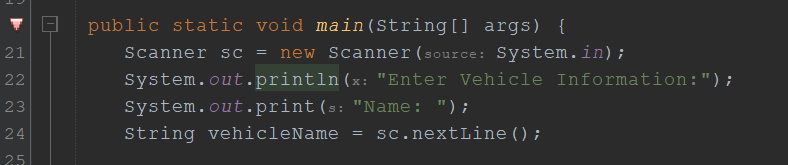 public static void main(String[] args) {
21 Scanner sc = new Scanner(source: System.in);
22 System.out.println(x: "Enter Vehicle Information:");
23 System.out.print(s: "Name: ");
24 String vehicleName = sc.nextLine();
25